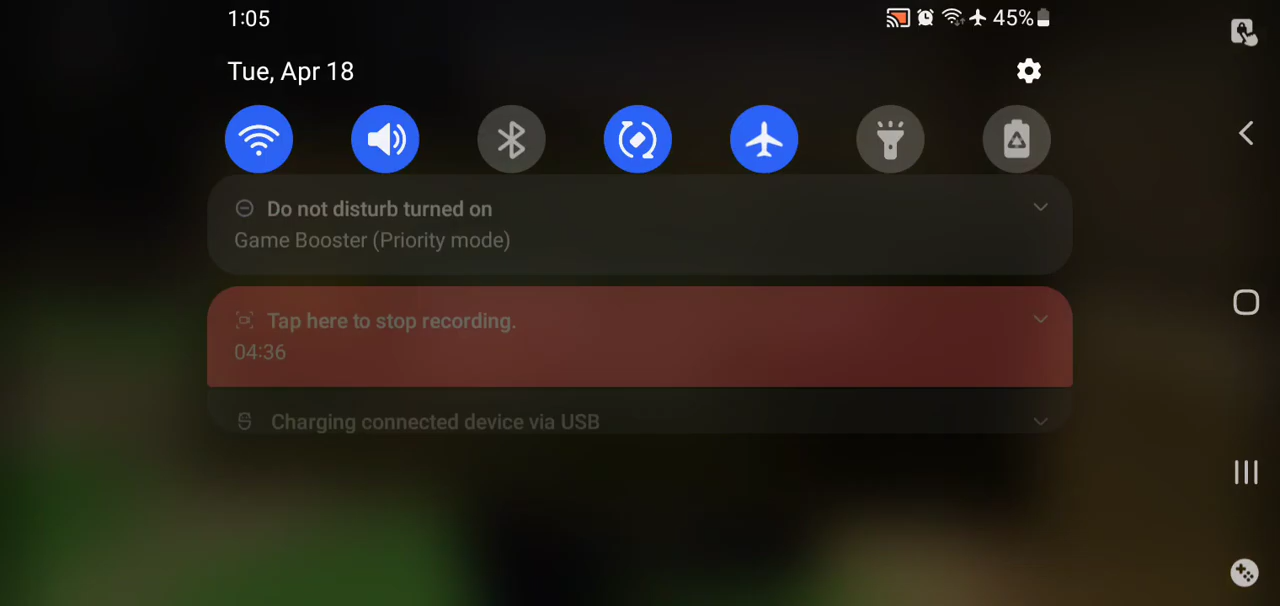 1:05
45%
Tue, Apr 18
Do not disturb turned on
Game Booster (Priority mode)
Tap here to stop recording.
04:36
Charging connected device via USB